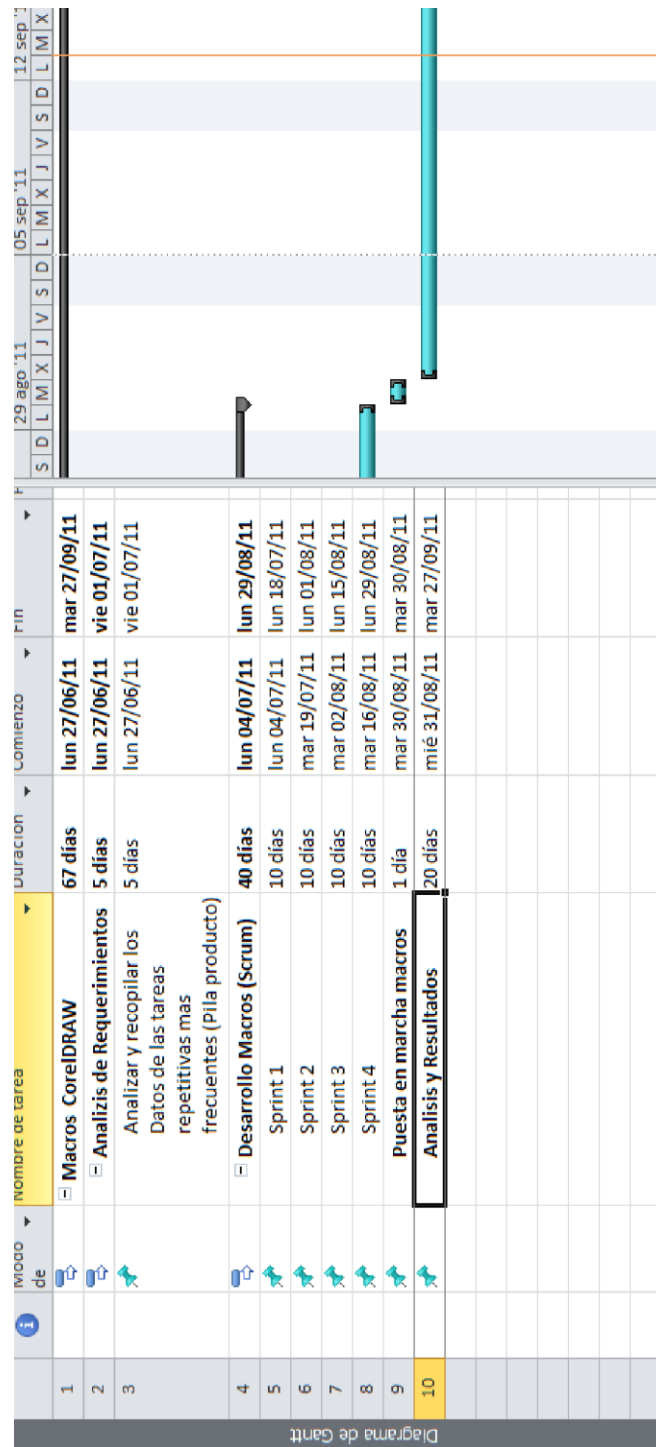 Modo de Nombre de tarea Duración Comienzo Fin
1 Macros CorelDRAW 67 días lun 27/06/11 mar 27/09/11
2 Analizis de Requerimientos 5 días lun 27/06/11 vie 01/07/11
3 Analizar y recopilar los 5 días lun 27/06/11 vie 01/07/11
Datos de las tareas
repetitivas mas
frecuentes (Pila producto)
4 Desarrollo Macros (Scrum) 40 días lun 04/07/11 lun 29/08/11
5 Sprint 1 10 días lun 04/07/11 lun 18/07/11
6 Sprint 2 10 días mar 19/07/11 lun 01/08/11
7 Sprint 3 10 días mar 02/08/11 lun 15/08/11
8 Sprint 4 10 días mar 16/08/11 lun 29/08/11
9 Puesta en marcha macros 1 día mar 30/08/11 mar 30/08/11
10 Analisis y Resultados 20 días mié 31/08/11 mar 27/09/11
29 ago '11 05 sep '11 12 sep '1
S D L M X J V S D L M X J V S D L M X
Diagrama de Gantt